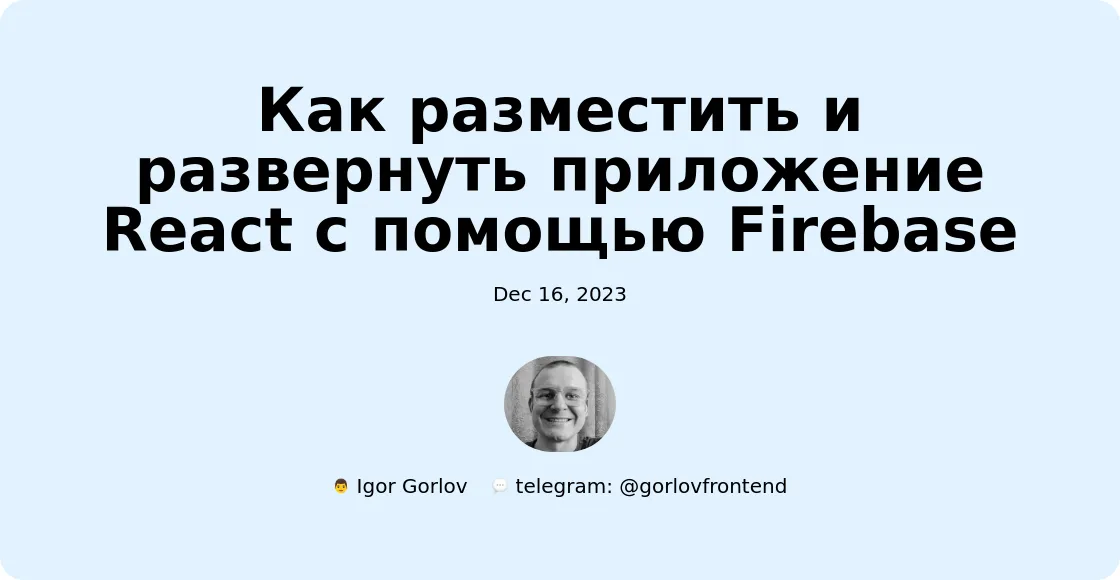 Как разместить и
развернуть приложение
React с помощью Firebase
Dec 16, 2023
👨 Igor Gorlov 💬 telegram: @gorlovfrontend